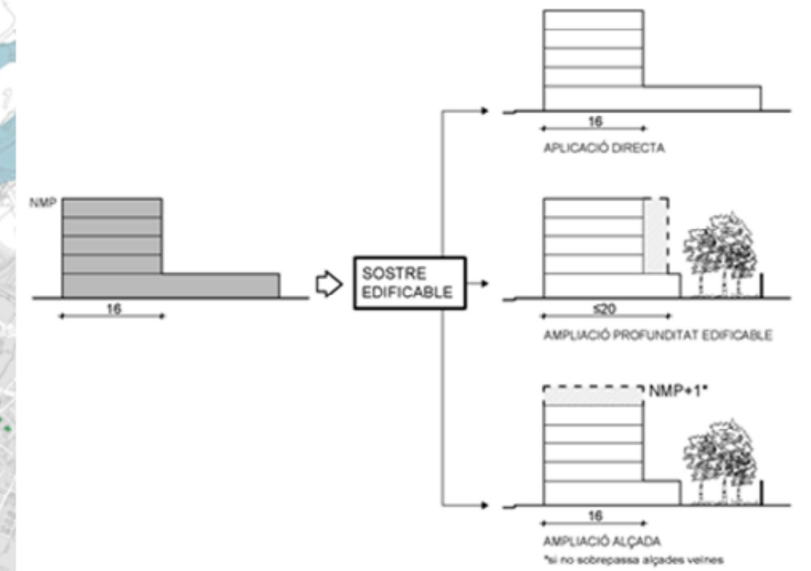 NMP
16
SOSTRE
EDIFICABLE
16
APLICACIÓ DIRECTA
≤20
AMPLIACIÓ PROFUNDITAT EDIFICABLE
NMP+1*
16
AMPLIACIÓ ALÇADA
*si no sobrepassa alçades veïnes